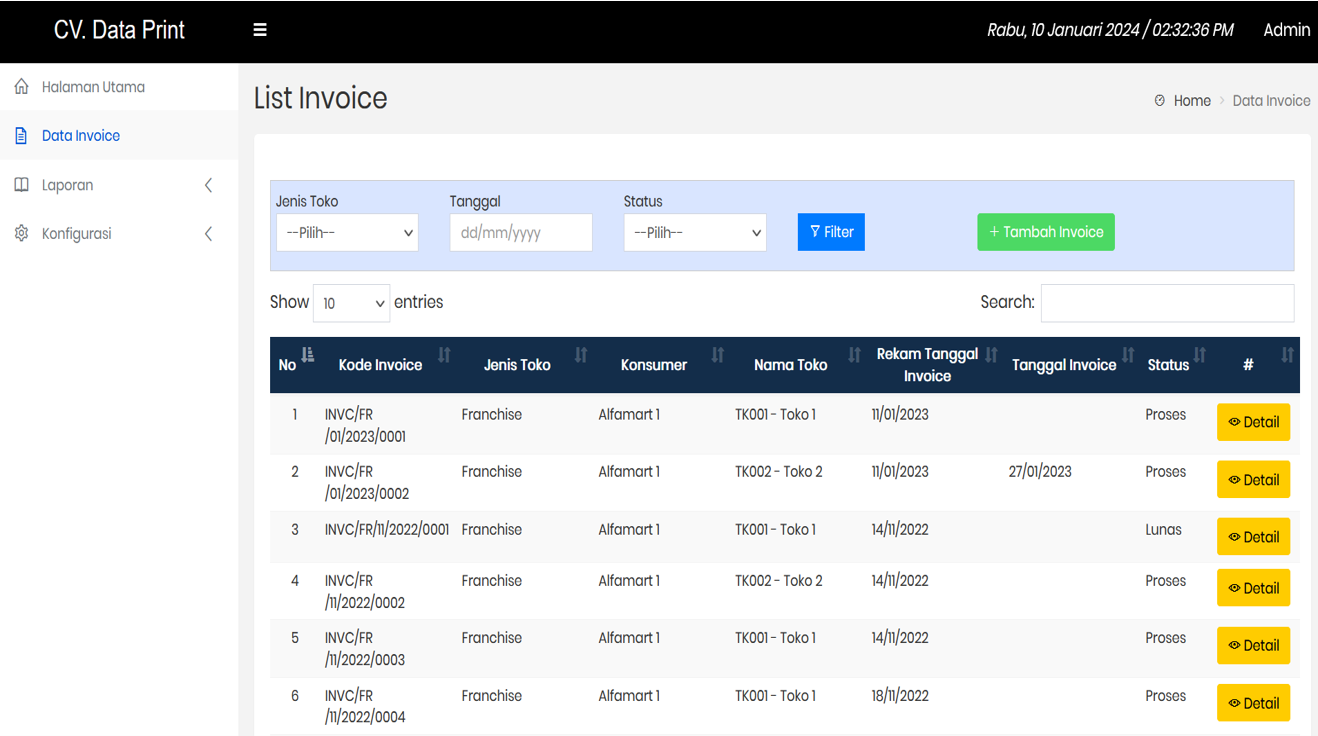 CV. Data Print
Rabu, 10 Januari 2024 / 02:32:36 PM Admin
Halaman Utama
Data Invoice
Laporan
Konfigurasi
List Invoice
Home > Data Invoice
Jenis Toko Tanggal Status
--Pilih-- dd/mm/yyyy --Pilih-- Filter + Tambah Invoice
Show 10 entries Search:
No Kode Invoice Jenis Toko Konsumer Nama Toko Rekam Tanggal Invoice Tanggal Invoice Status #
1 INVC/FR Franchise Alfamart 1 TK001 - Toko 1 11/01/2023 Proses Detail
/01/2023/0001
2 INVC/FR Franchise Alfamart 1 TK002 - Toko 2 11/01/2023 27/01/2023 Proses Detail
/01/2023/0002
3 INVC/FR/11/2022/0001 Franchise Alfamart 1 TK001 - Toko 1 14/11/2022 Lunas Detail
4 INVC/FR Franchise Alfamart 1 TK002 - Toko 2 14/11/2022 Proses Detail
/11/2022/0002
5 INVC/FR Franchise Alfamart 1 TK001 - Toko 1 14/11/2022 Proses Detail
/11/2022/0003
6 INVC/FR Franchise Alfamart 1 TK001 - Toko 1 18/11/2022 Proses Detail
/11/2022/0004